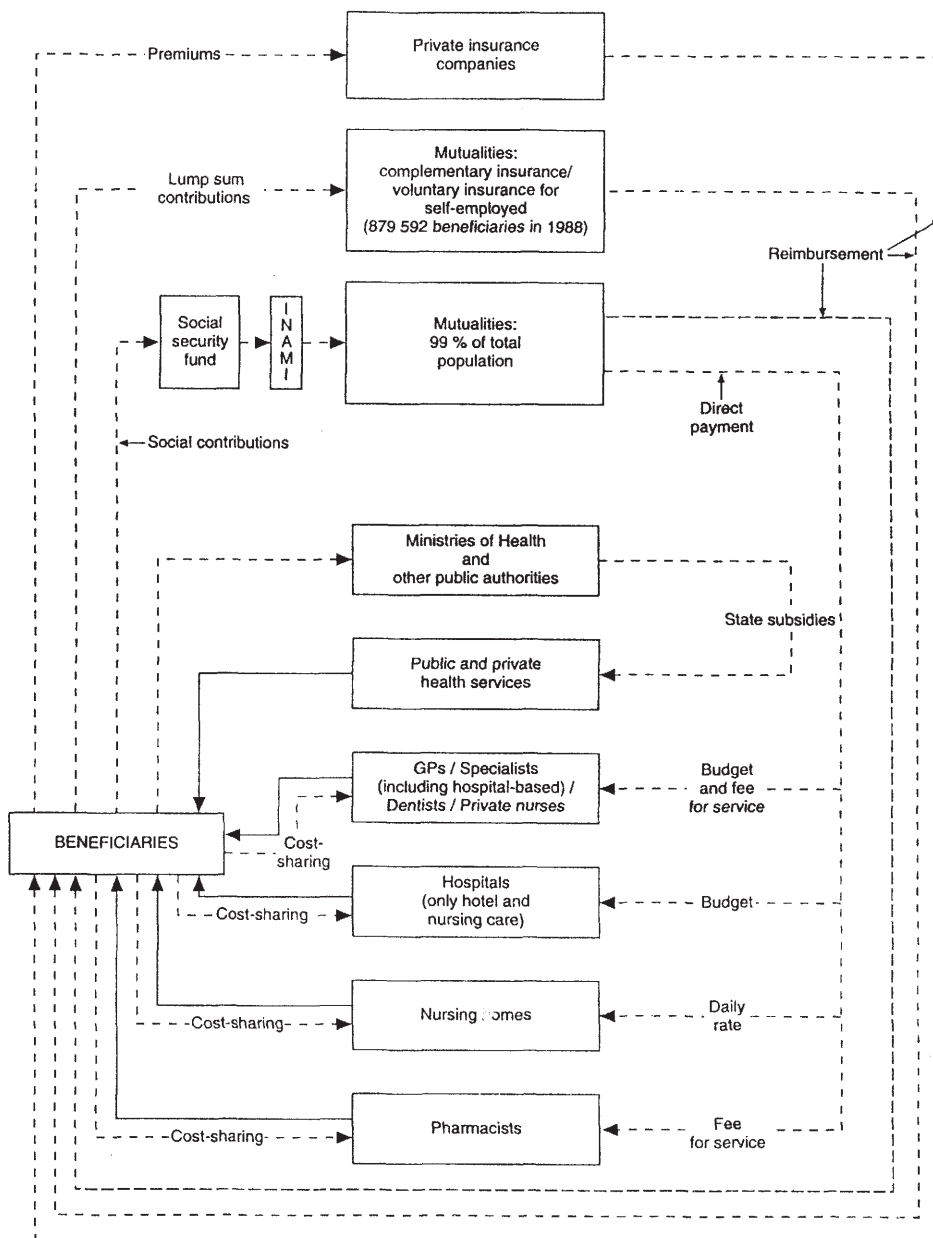 Premiums
Private insurance
companies
Lump sum
contributions
Mutualities:
complementary insurance/
voluntary insurance for
self-employed
(879 592 beneficiaries in 1988)
Reimbursement
Social
security
fund
I
N
A
M
I
Mutualities:
99 % of total
population
Direct
payment
Social contributions
Ministries of Health
and
other public authorities
State subsidies
Public and private
health services
GPs / Specialists
(including hospital-based) /
Dentists / Private nurses
Budget
and fee
for service
BENEFICIARIES
Cost-
sharing
Hospitals
(only hotel and
nursing care)
Cost-sharing
Budget
Nursing homes
Cost-sharing
Daily
rate
Pharmacists
Cost-sharing
Fee
for service